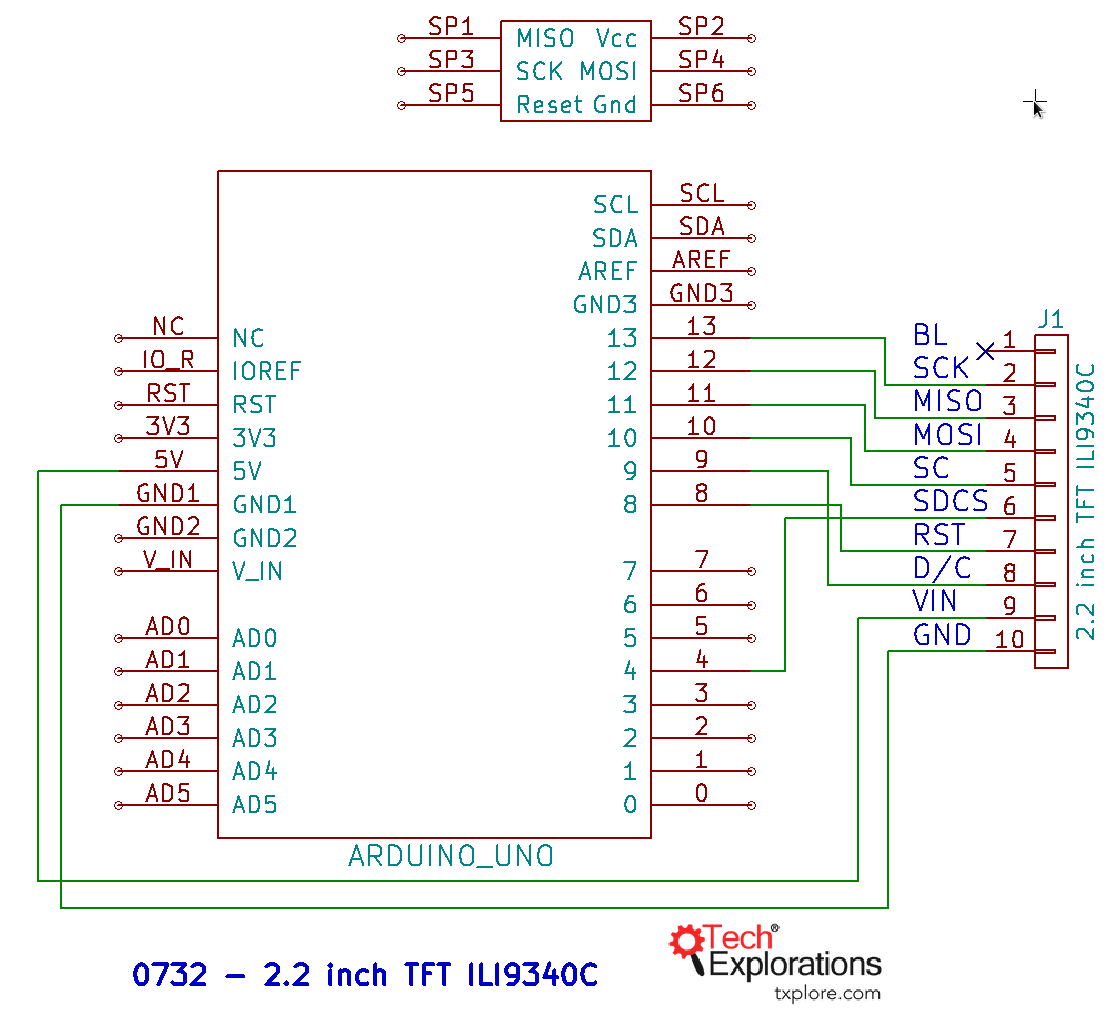 SP1 MISO Vcc SP2
SP3 SCK MOSI SP4
SP5 Reset Gnd SP6
SCL SCL
SDA SDA
AREF AREF
GND3 GND3
J1
NC NC 13 13 BL 1
IO_R IOREF 12 12 SCK 2
RST RST 11 11 MISO 3
3V3 3V3 10 10 MOSI 4
5V 5V 9 9 SC 5
GND1 GND1 8 8 SDCS 6
GND2 GND2 RST 7
V_IN V_IN 7 7 D/C 8
6 6 VIN 9
AD0 AD0 5 5 GND 10
2.2 inch TFT ILI9340C
AD1 AD1 4 4
AD2 AD2 3 3
AD3 AD3 2 2
AD4 AD4 1 1
AD5 AD5 0 0
ARDUINO_UNO
0732 - 2.2 inch TFT ILI9340C
Tech®
Explorations
txplore.com